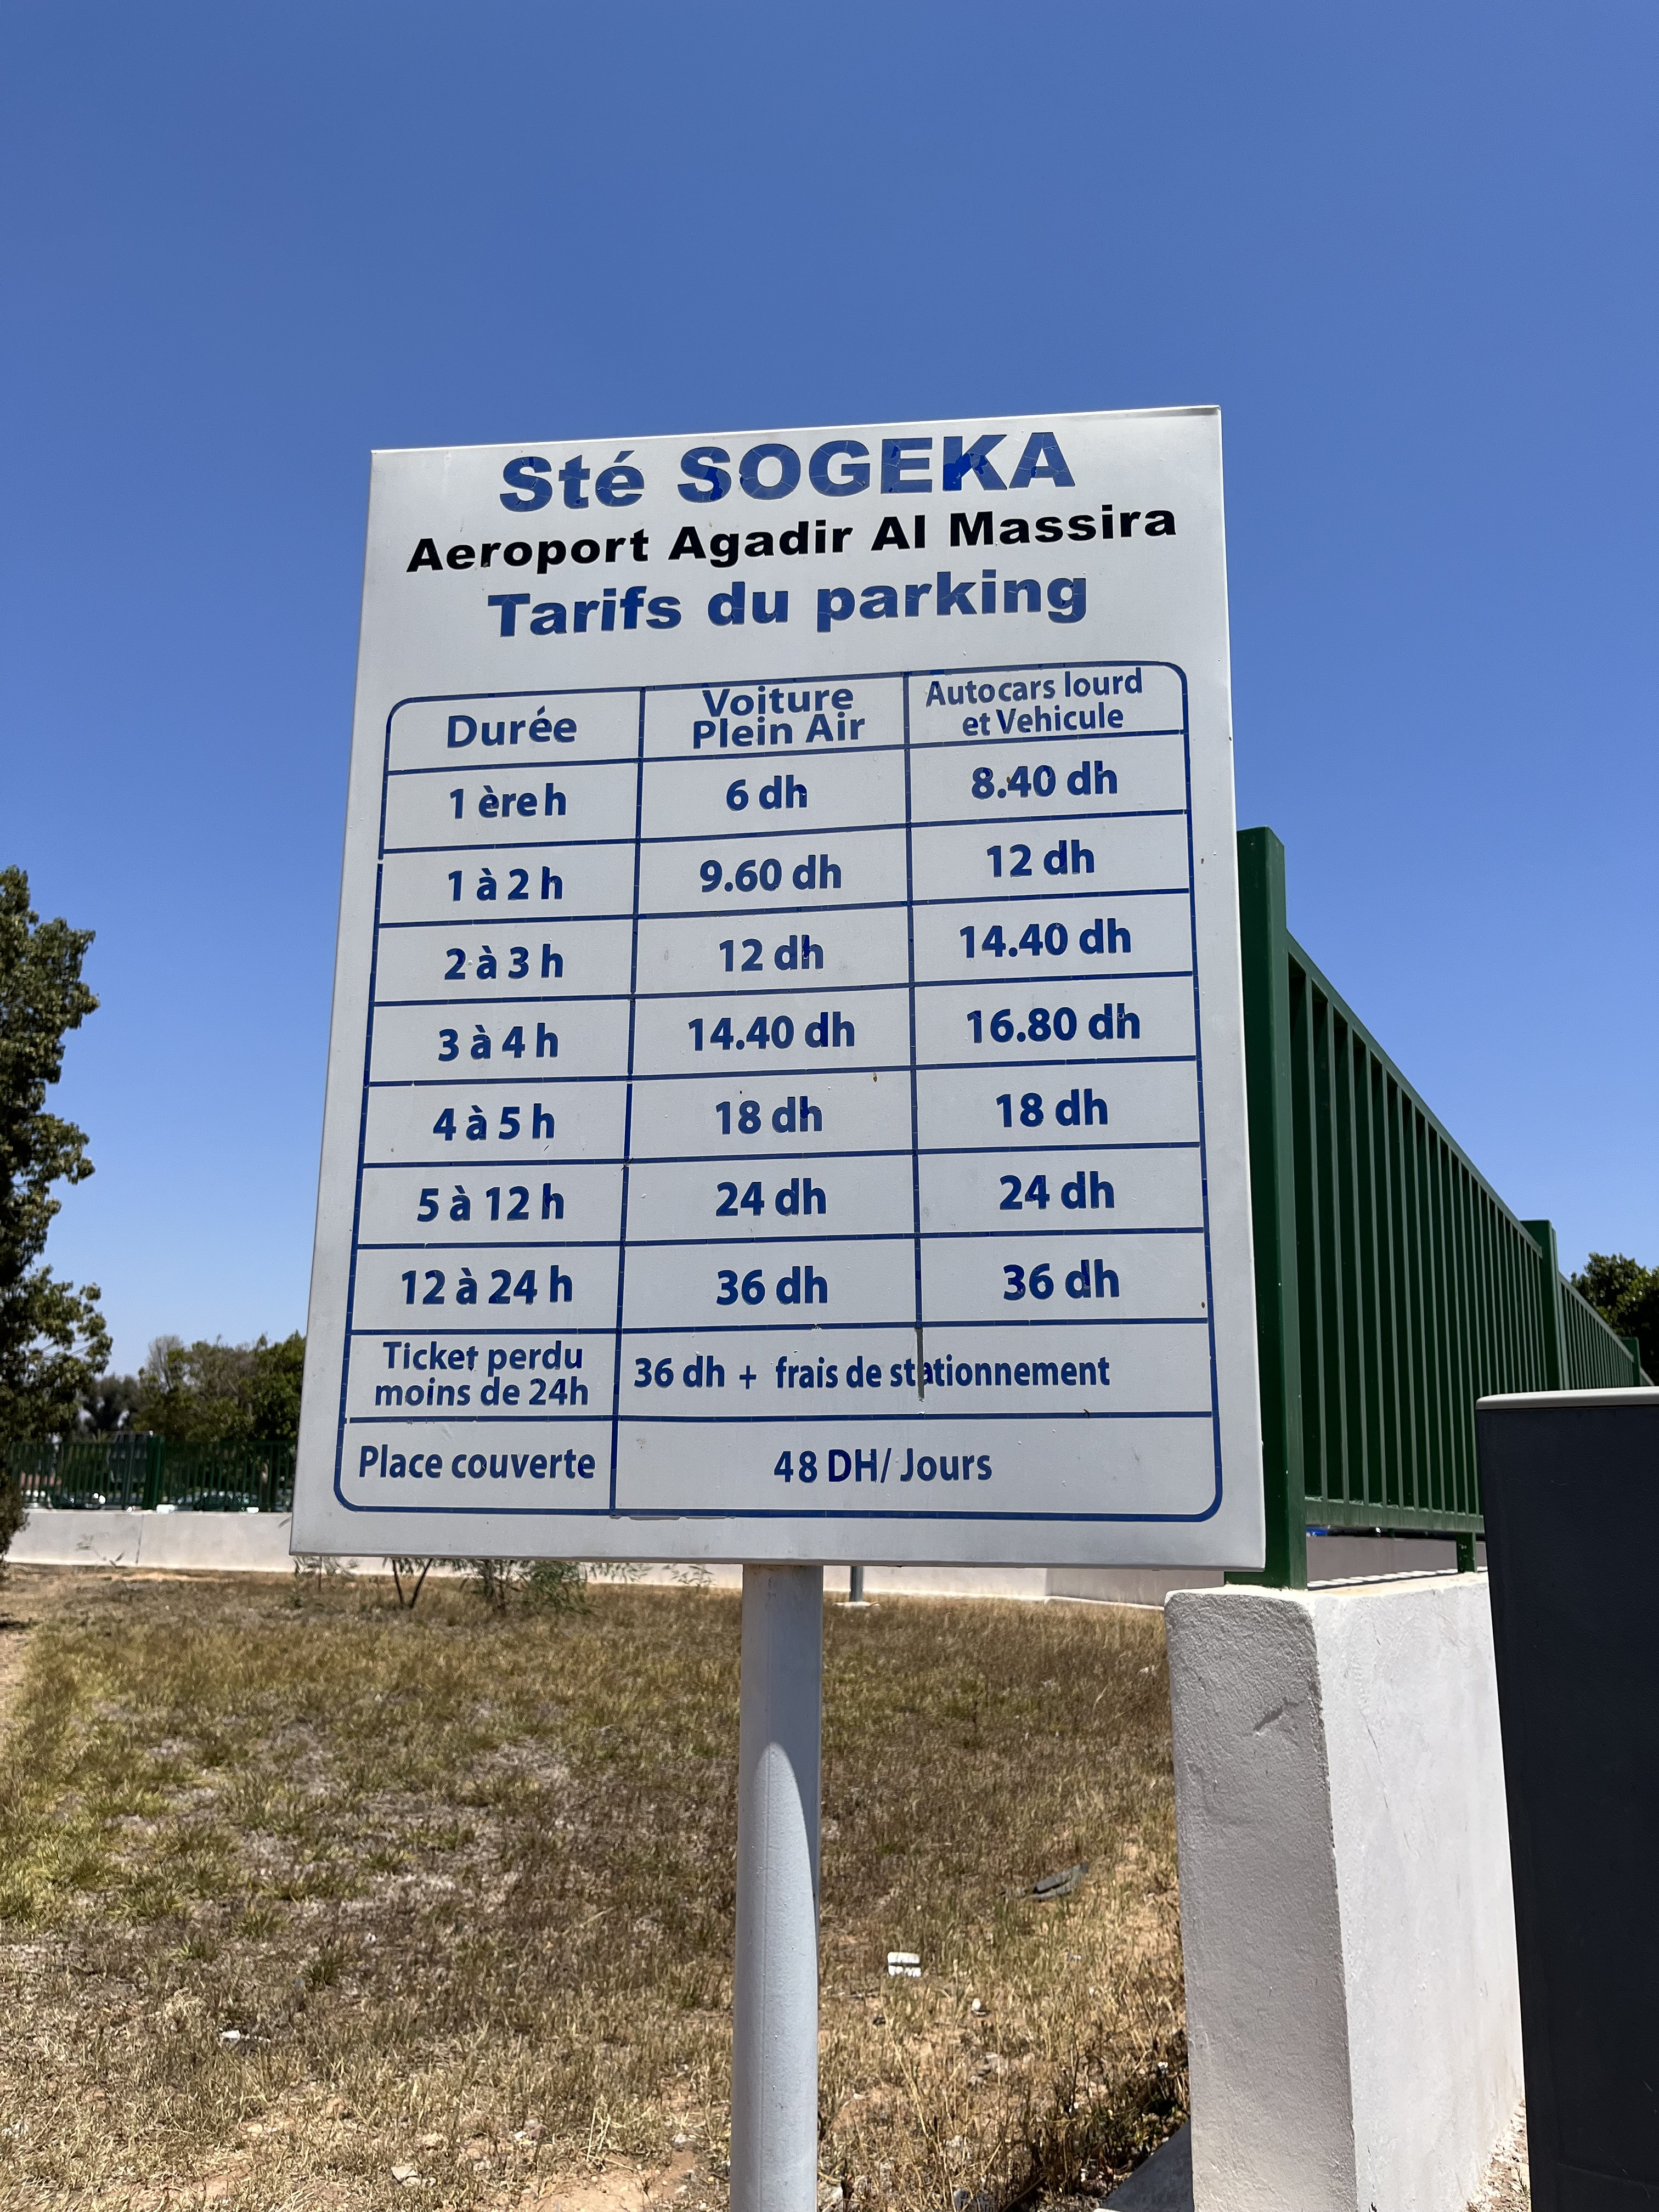 Sté SOGEKA
Aeroport Agadir Al Massira
Tarifs du parking
Durée
Voiture
Plein Air
Autocars lourd
et Vehicule
1 ère h 6 dh 8.40 dh
1 à 2 h 9.60 dh 12 dh
2 à 3 h 12 dh 14.40 dh
3 à 4 h 14.40 dh 16.80 dh
4 à 5 h 18 dh 18 dh
5 à 12 h 24 dh 24 dh
12 à 24 h 36 dh 36 dh
Ticket perdu
moins de 24h
36 dh + frais de stationnement
Place couverte 48 DH/ Jours